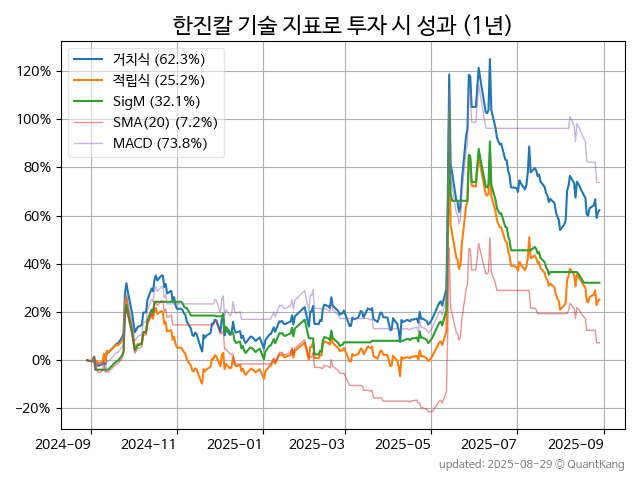 한진칼 기술 지표로 투자 시 성과 (1년)
거치식 (62.3%)
적립식 (25.2%)
SigM (32.1%)
SMA(20) (7.2%)
MACD (73.8%)
120%
100%
80%
60%
40%
20%
0%
−20%
2024-09
2024-11
2025-01
2025-03
2025-05
2025-07
2025-09
updated: 2025-08-29 © QuantKang